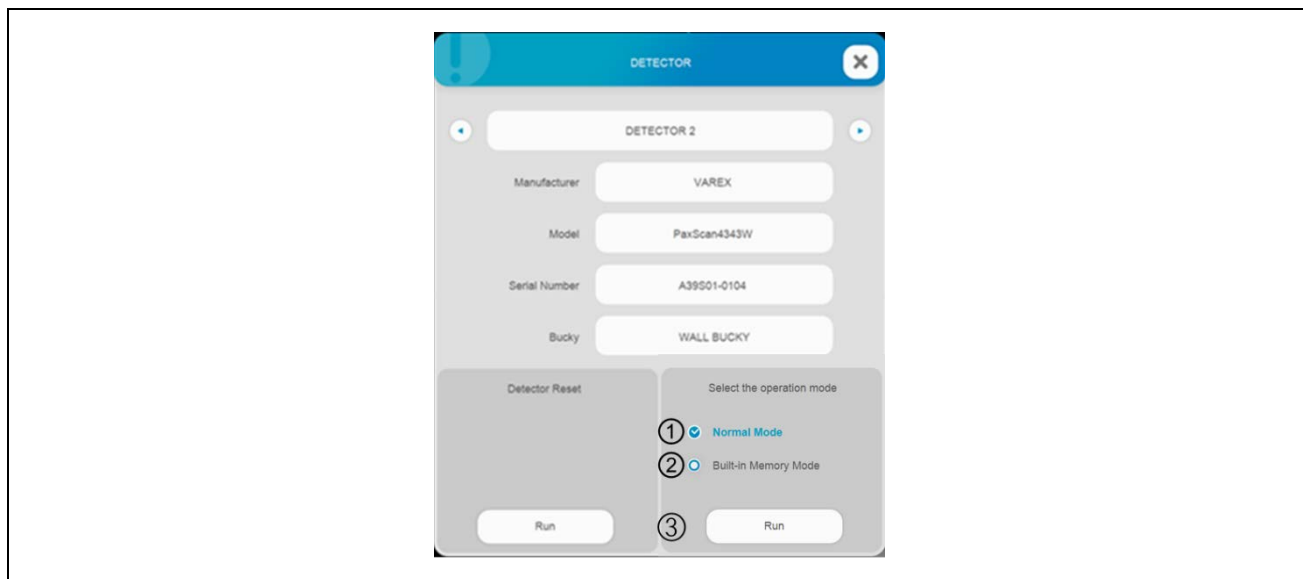 DETECTOR
DETECTOR 2
Manufacturer VAREX
Model PaxScan4343W
Serial Number A39S01-0104
Bucky WALL BUCKY
Detector Reset
Select the operation mode
① Normal Mode
② Built-in Memory Mode
Run
③ Run